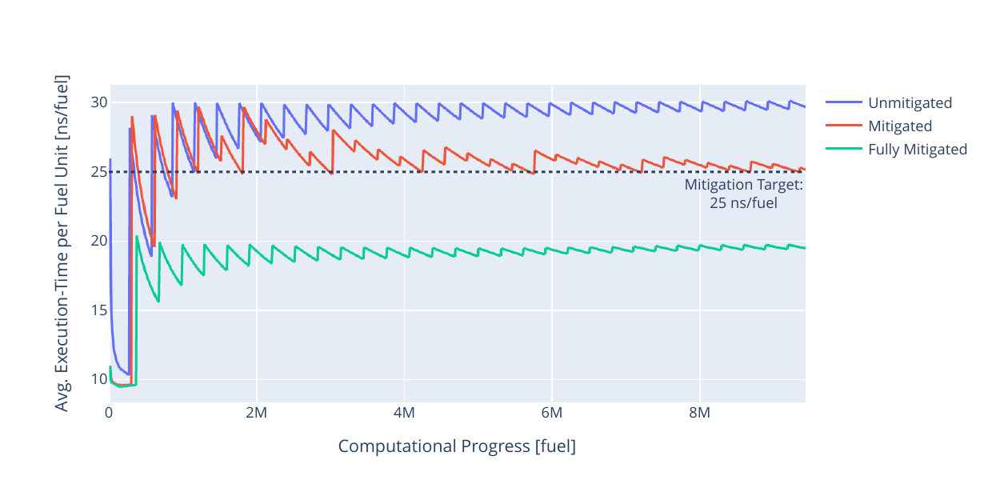 Avg. Execution-Time per Fuel Unit [ns/fuel]
30
25
20
15
10
0
2M
4M
6M
8M
Computational Progress [fuel]
Mitigation Target:
25 ns/fuel
Unmitigated
Mitigated
Fully Mitigated